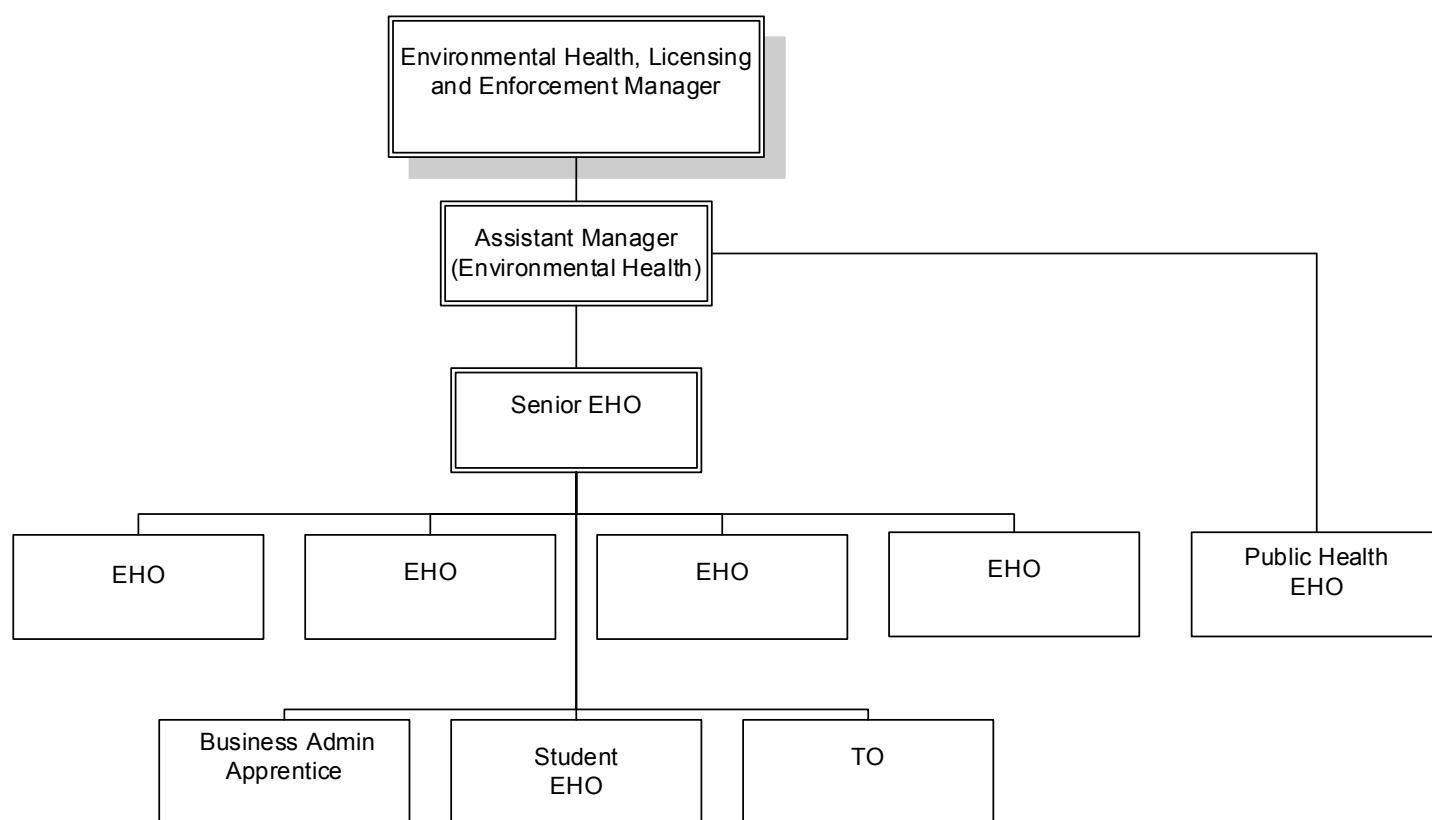 Environmental Health, Licensing
and Enforcement Manager
Assistant Manager
(Environmental Health)
Senior EHO
EHO
EHO
EHO
EHO
Public Health
EHO
Business Admin
Apprentice
Student
EHO
TO